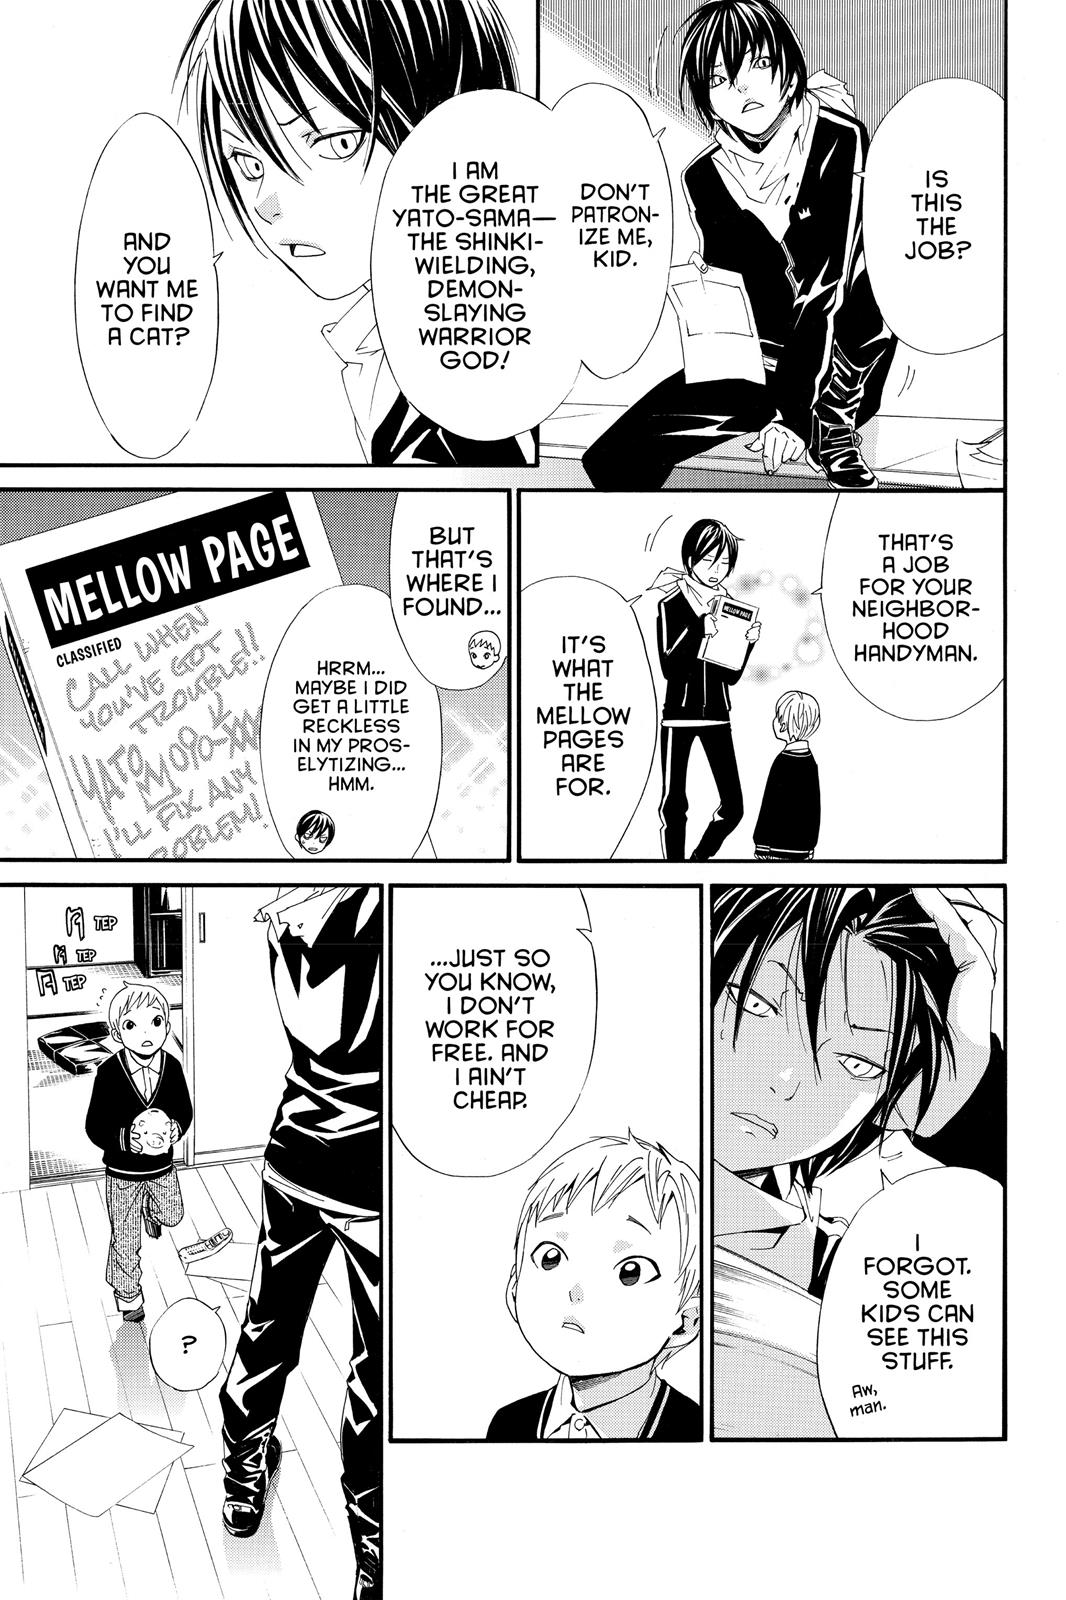 IS
THIS
THE
JOB?
DON'T
PATRON-
IZE ME,
KID.
I AM
THE GREAT
YATO-SAMA—
THE SHINKI-
WIELDING,
DEMON-
SLAYING
WARRIOR
GOD!
AND
YOU
WANT ME
TO FIND
A CAT?
THAT'S
A JOB
FOR YOUR
NEIGHBOR-
HOOD
HANDYMAN.
MELLOW PAGE
IT'S
WHAT
THE
MELLOW
PAGES
ARE
FOR.
BUT
THAT'S
WHERE I
FOUND...
HRRM...
MAYBE I DID
GET A LITTLE
RECKLESS
IN MY PROS-
ELYTIZING...
HMM.
MELLOW PAGE
CLASSIFIED
CALL WHEN
YOU'VE GOT
TROUBLE!!
YATO
I'LL FIX ANY
PROBLEM!
I
FORGOT.
SOME
KIDS CAN
SEE THIS
STUFF.
Aw,
man.
...JUST SO
YOU KNOW,
I DON'T
WORK FOR
FREE. AND
I AIN'T
CHEAP.
タ TEP
タ TEP
タ TEP
?